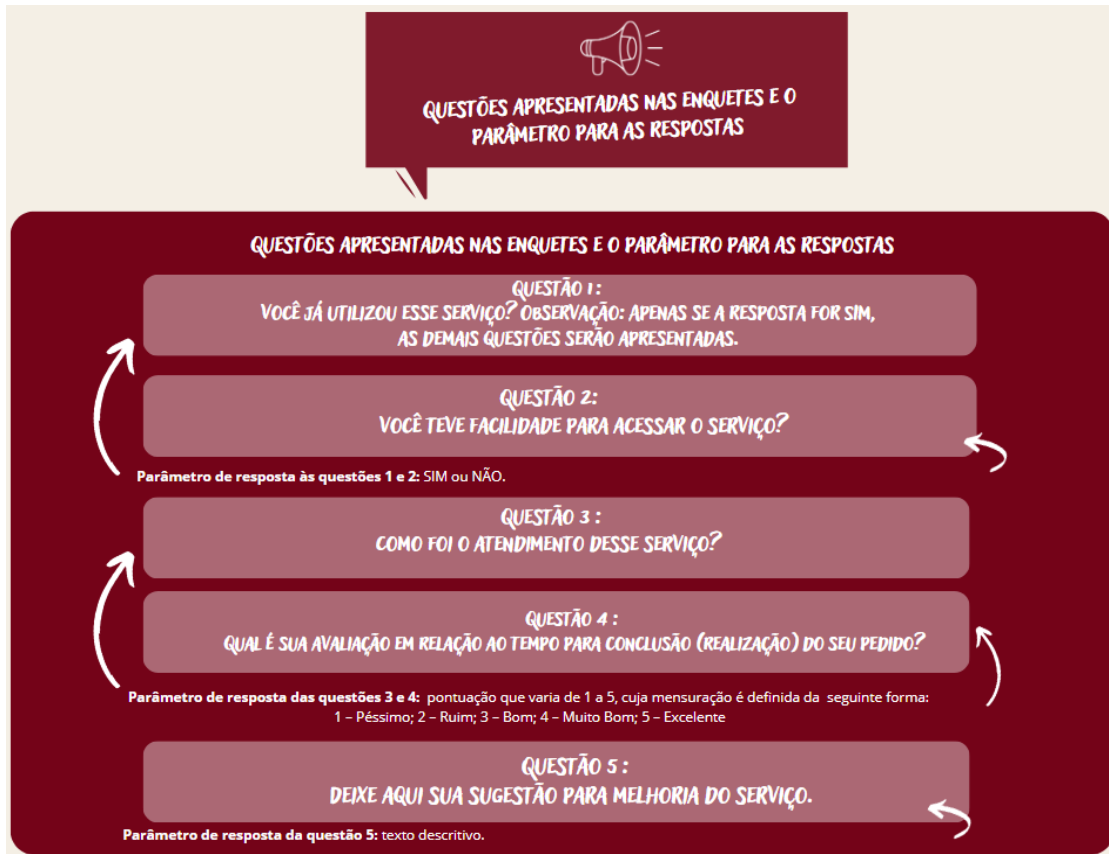 QUESTÕES APRESENTADAS NAS ENQUETES E O
PARÂMETRO PARA AS RESPOSTAS
QUESTÕES APRESENTADAS NAS ENQUETES E O PARÂMETRO PARA AS RESPOSTAS
QUESTÃO 1:
VOCÊ JÁ UTILIZOU ESSE SERVIÇO? OBSERVAÇÃO: APENAS SE A RESPOSTA FOR SIM,
AS DEMAIS QUESTÕES SERÃO APRESENTADAS.
QUESTÃO 2:
VOCÊ TEVE FACILIDADE PARA ACESSAR O SERVIÇO?
Parâmetro de resposta às questões 1 e 2: SIM ou NÃO.
QUESTÃO 3 :
COMO FOI O ATENDIMENTO DESSE SERVIÇO?
QUESTÃO 4 :
QUAL É SUA AVALIAÇÃO EM RELAÇÃO AO TEMPO PARA CONCLUSÃO (REALIZAÇÃO) DO SEU PEDIDO?
Parâmetro de resposta das questões 3 e 4: pontuação que varia de 1 a 5, cuja mensuração é definida da seguinte forma:
1 – Péssimo; 2 – Ruim; 3 – Bom; 4 – Muito Bom; 5 – Excelente
QUESTÃO 5 :
DEIXE AQUI SUA SUGESTÃO PARA MELHORIA DO SERVIÇO.
Parâmetro de resposta da questão 5: texto descritivo.